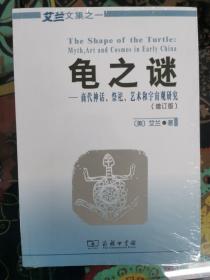 艾兰文集之一
The Shape of the Turtle:
Myth, Art and Cosmos in Early China
龟之谜
——商代神话、祭祀、艺术和宇宙观研究
(增订版)
[美] 艾兰 著
商务印书馆